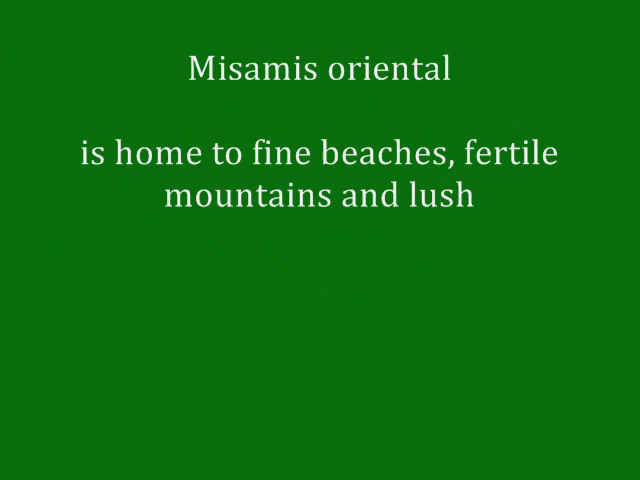 Misamis oriental
is home to fine beaches, fertile
mountains and lush